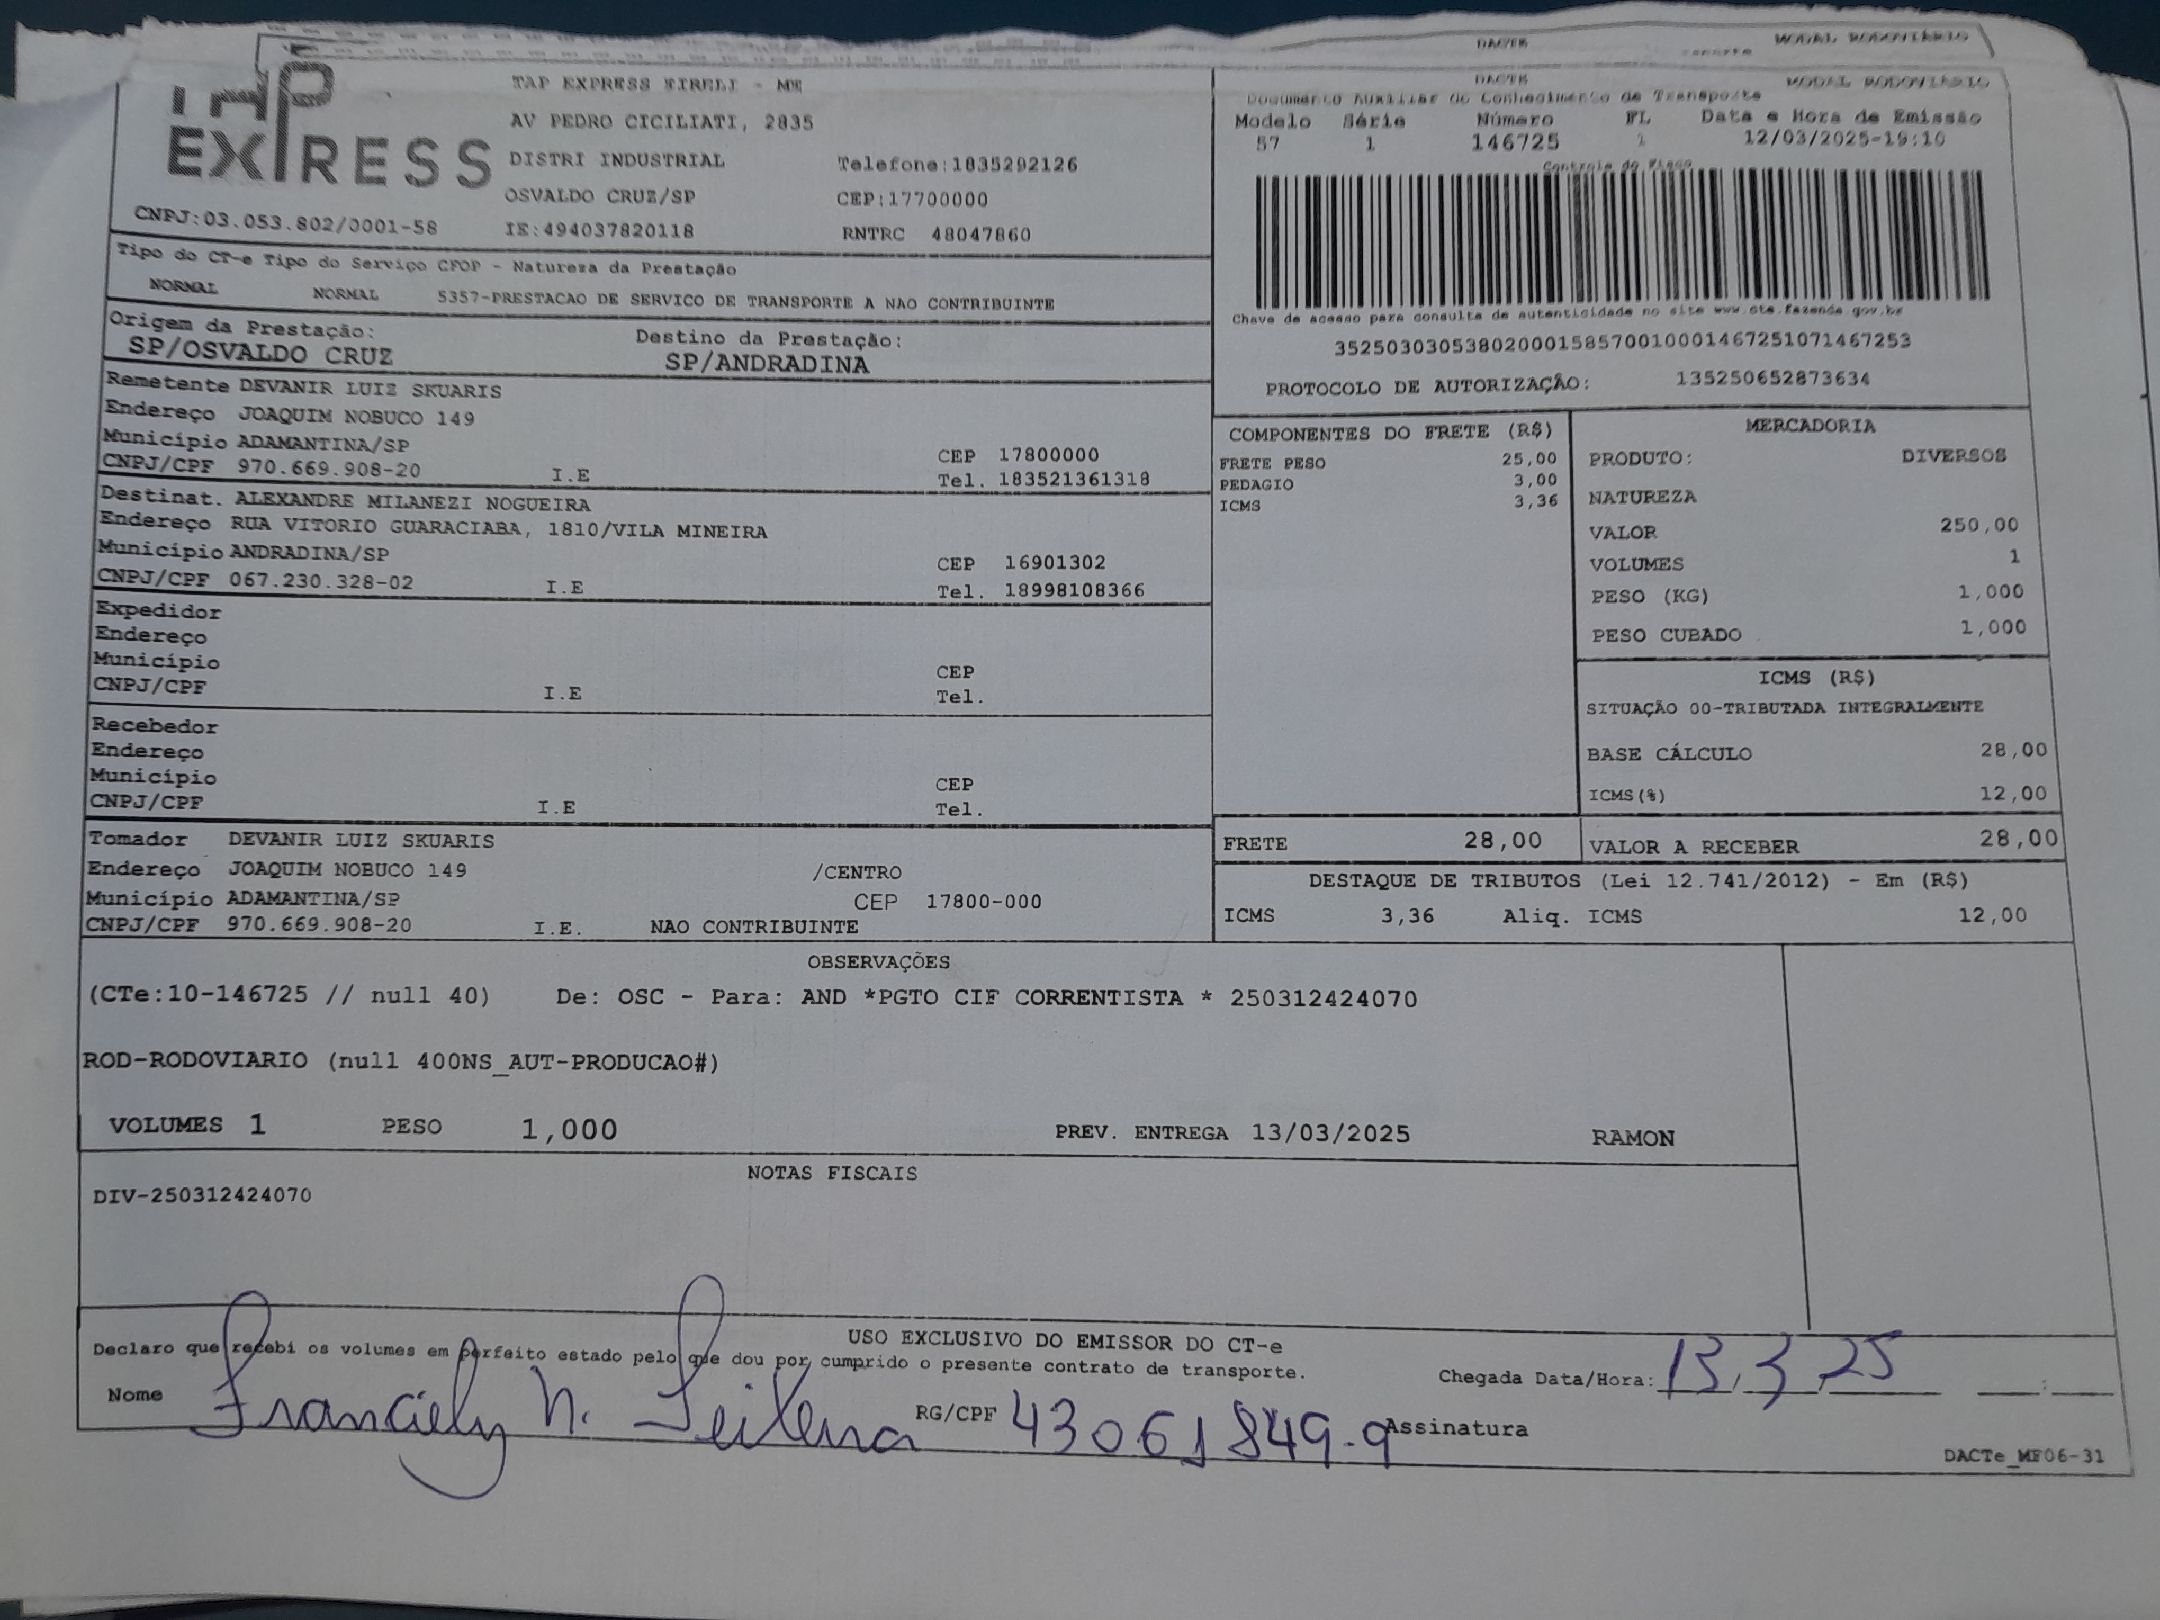 DACTE MODAL RODOVIÁRIO
TAP EXPRESS
TAP EXPRESS EIRELI - ME
AV PEDRO CICILIATI, 2835
DISTRI INDUSTRIAL Telefone:1835292126
OSVALDO CRUZ/SP CEP:17700000
CNPJ:03.053.802/0001-58 IE:494037820118 RNTRC 48047860
DACTE MODAL RODOVIÁRIO
Documento Auxiliar do Conhecimento de Transporte
Modelo Série Número FL Data e Hora de Emissão
57 1 146725 1 12/03/2025-19:10
Controle do Fisco
Chave de acesso para consulta de autenticidade no site www.cte.fazenda.gov.br
35250303053802000158570010001467251071467253
PROTOCOLO DE AUTORIZAÇÃO: 135250652873634
Tipo do CT-e Tipo do Serviço CFOP - Natureza da Prestação
NORMAL NORMAL 5357-PRESTACAO DE SERVICO DE TRANSPORTE A NAO CONTRIBUINTE
Origem da Prestação: Destino da Prestação:
SP/OSVALDO CRUZ SP/ANDRADINA
Remetente DEVANIR LUIZ SKUARIS
Endereço JOAQUIM NOBUCO 149
Município ADAMANTINA/SP CEP 17800000
CNPJ/CPF 970.669.908-20 I.E Tel. 183521361318
Destinat. ALEXANDRE MILANEZI NOGUEIRA
Endereço RUA VITORIO GUARACIABA, 1810/VILA MINEIRA
Município ANDRADINA/SP CEP 16901302
CNPJ/CPF 067.230.328-02 I.E Tel. 18998108366
Expedidor
Endereço
Município CEP
CNPJ/CPF I.E Tel.
Recebedor
Endereço
Município CEP
CNPJ/CPF I.E Tel.
Tomador DEVANIR LUIZ SKUARIS
Endereço JOAQUIM NOBUCO 149 /CENTRO
Município ADAMANTINA/SP CEP 17800-000
CNPJ/CPF 970.669.908-20 I.E. NAO CONTRIBUINTE
COMPONENTES DO FRETE (R$)
FRETE PESO 25,00
PEDAGIO 3,00
ICMS 3,36
MERCADORIA
PRODUTO: DIVERSOS
NATUREZA
VALOR 250,00
VOLUMES 1
PESO (KG) 1,000
PESO CUBADO 1,000
ICMS (R$)
SITUAÇÃO 00-TRIBUTADA INTEGRALMENTE
BASE CÁLCULO 28,00
ICMS(%) 12,00
FRETE 28,00 VALOR A RECEBER 28,00
DESTAQUE DE TRIBUTOS (Lei 12.741/2012) - Em (R$)
ICMS 3,36 Aliq. ICMS 12,00
OBSERVAÇÕES
(CTe:10-146725 // null 40) De: OSC - Para: AND *PGTO CIF CORRENTISTA * 250312424070
ROD-RODOVIARIO (null 400NS_AUT-PRODUCAO#)
VOLUMES 1 PESO 1,000 PREV. ENTREGA 13/03/2025 RAMON
NOTAS FISCAIS
DIV-250312424070
USO EXCLUSIVO DO EMISSOR DO CT-e
Declaro que recebi os volumes em perfeito estado pelo que dou por cumprido o presente contrato de transporte.
Chegada Data/Hora: 13/3/25 :
Nome Franciely N. RG/CPF 43061849-9 Assinatura
DACTe_MF06-31